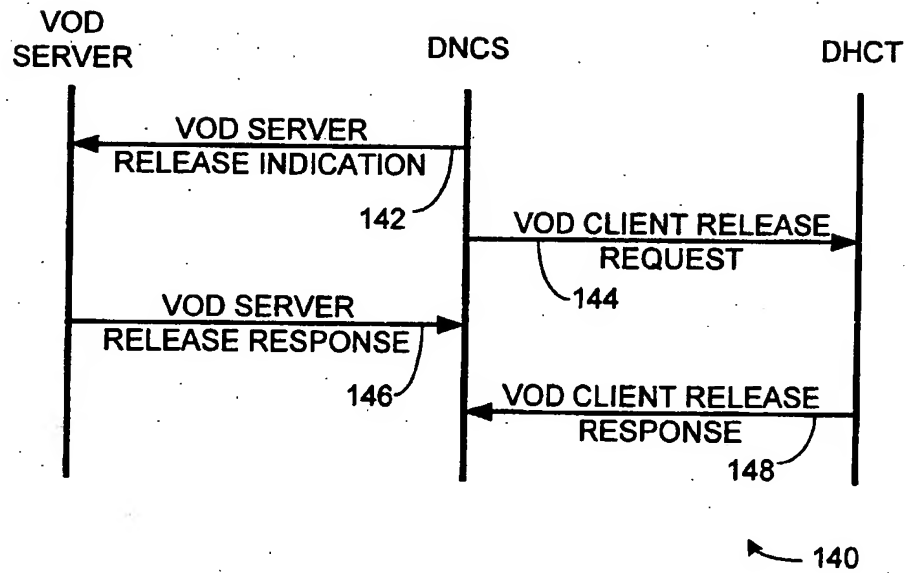 VOD
SERVER
DNCS
DHCT
VOD SERVER
RELEASE INDICATION
142
VOD CLIENT RELEASE
REQUEST
144
VOD SERVER
RELEASE RESPONSE
146
VOD CLIENT RELEASE
RESPONSE
148
140